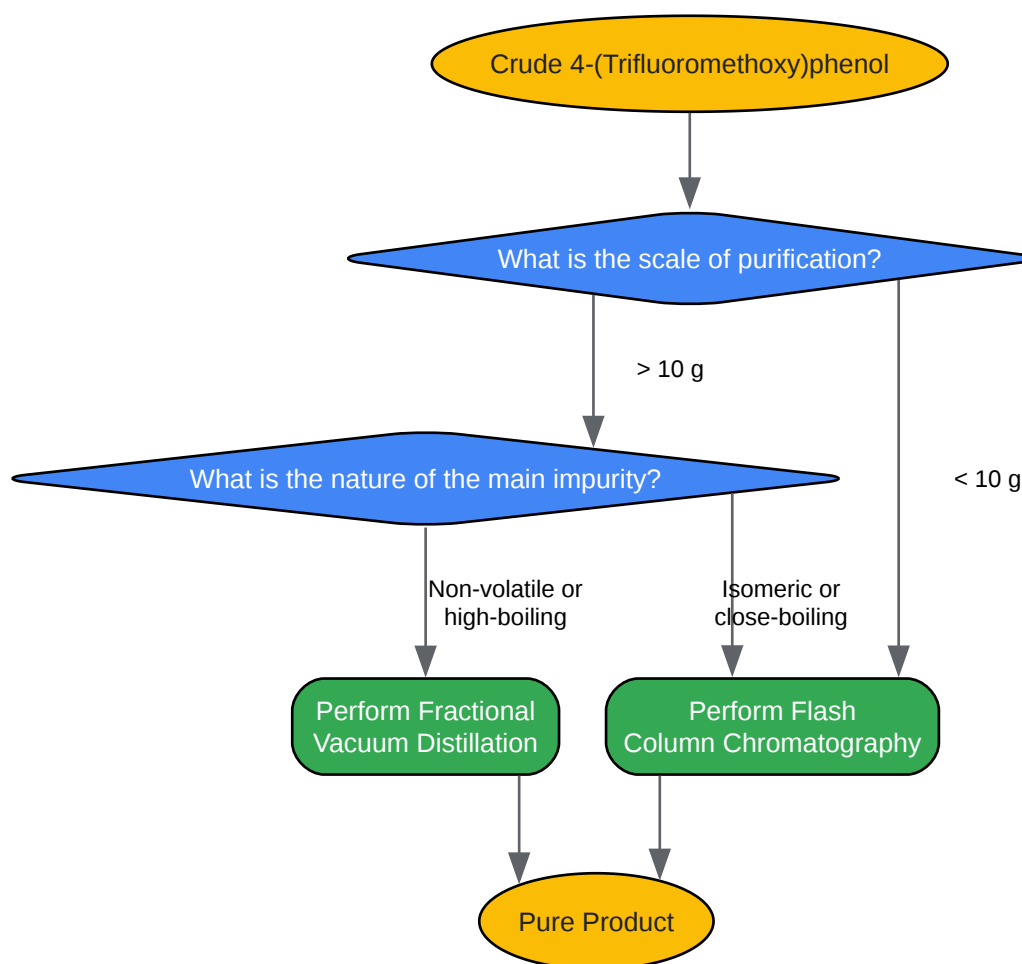 Crude 4-(Trifluoromethoxy)phenol
What is the scale of purification?
> 10 g
What is the nature of the main impurity?
< 10 g
Non-volatile or
high-boiling
Isomeric or
close-boiling
Perform Fractional
Vacuum Distillation
Perform Flash
Column Chromatography
Pure Product